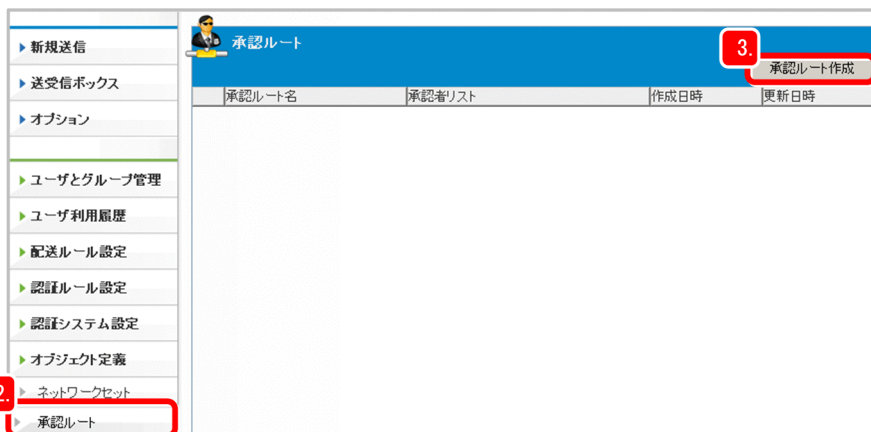 新規送信
送受信ボックス
オプション
ユーザとグループ管理
ユーザ利用履歴
配送ルール設定
認証ルール設定
認証システム設定
オブジェクト定義
ネットワークセット
2.
承認ルート
承認ルート
3.
承認ルート作成
承認ルート名 承認者リスト 作成日時 更新日時